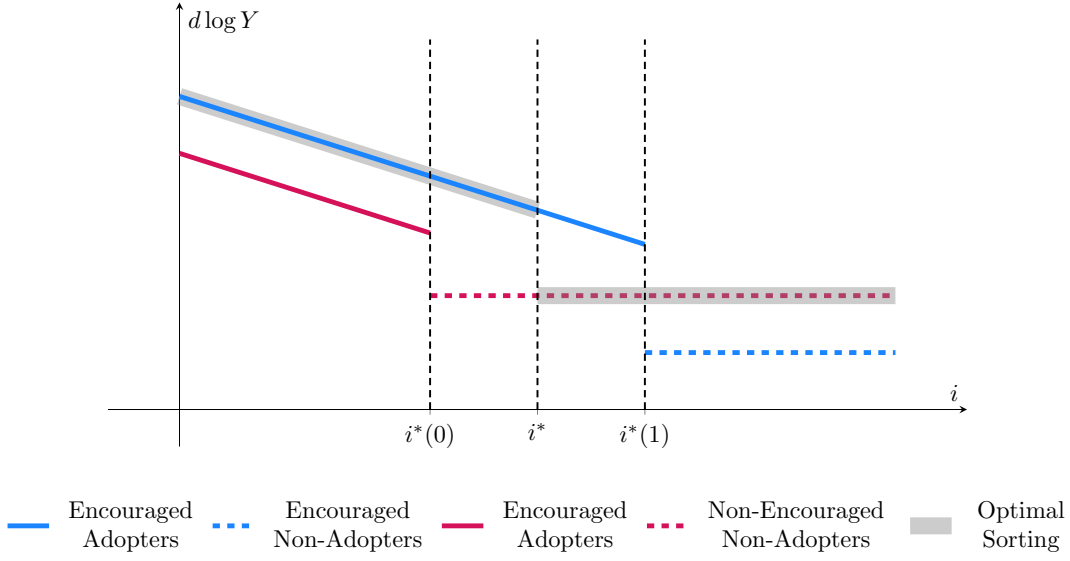 d log Y
i
i*(0)
i*
i*(1)
Encouraged
Adopters
Encouraged
Non-Adopters
Encouraged
Adopters
Non-Encouraged
Non-Adopters
Optimal
Sorting